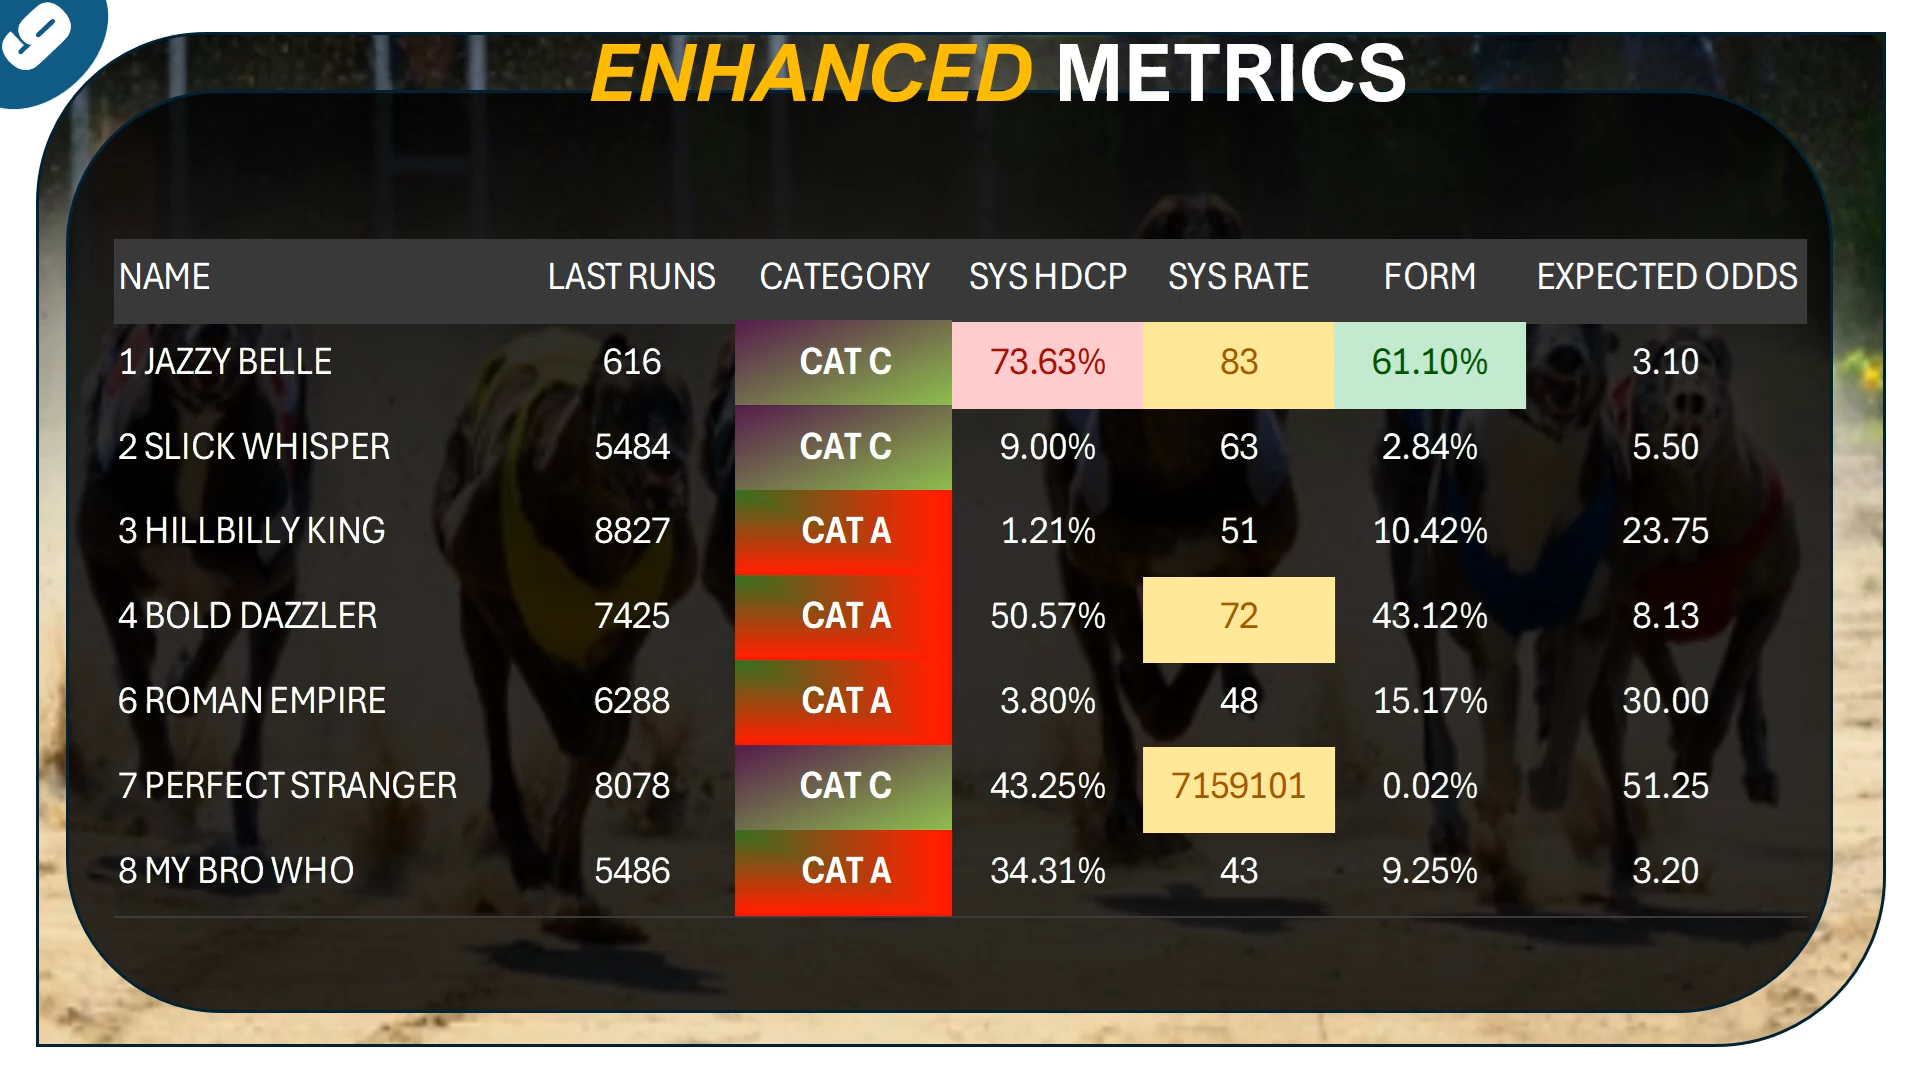 ENHANCED METRICS
NAME LAST RUNS CATEGORY SYS HDCP SYS RATE FORM EXPECTED ODDS
1 JAZZY BELLE 616 CAT C 73.63% 83 61.10% 3.10
2 SLICK WHISPER 5484 CAT C 9.00% 63 2.84% 5.50
3 HILLBILLY KING 8827 CAT A 1.21% 51 10.42% 23.75
4 BOLD DAZZLER 7425 CAT A 50.57% 72 43.12% 8.13
6 ROMAN EMPIRE 6288 CAT A 3.80% 48 15.17% 30.00
7 PERFECT STRANGER 8078 CAT C 43.25% 7159101 0.02% 51.25
8 MY BRO WHO 5486 CAT A 34.31% 43 9.25% 3.20